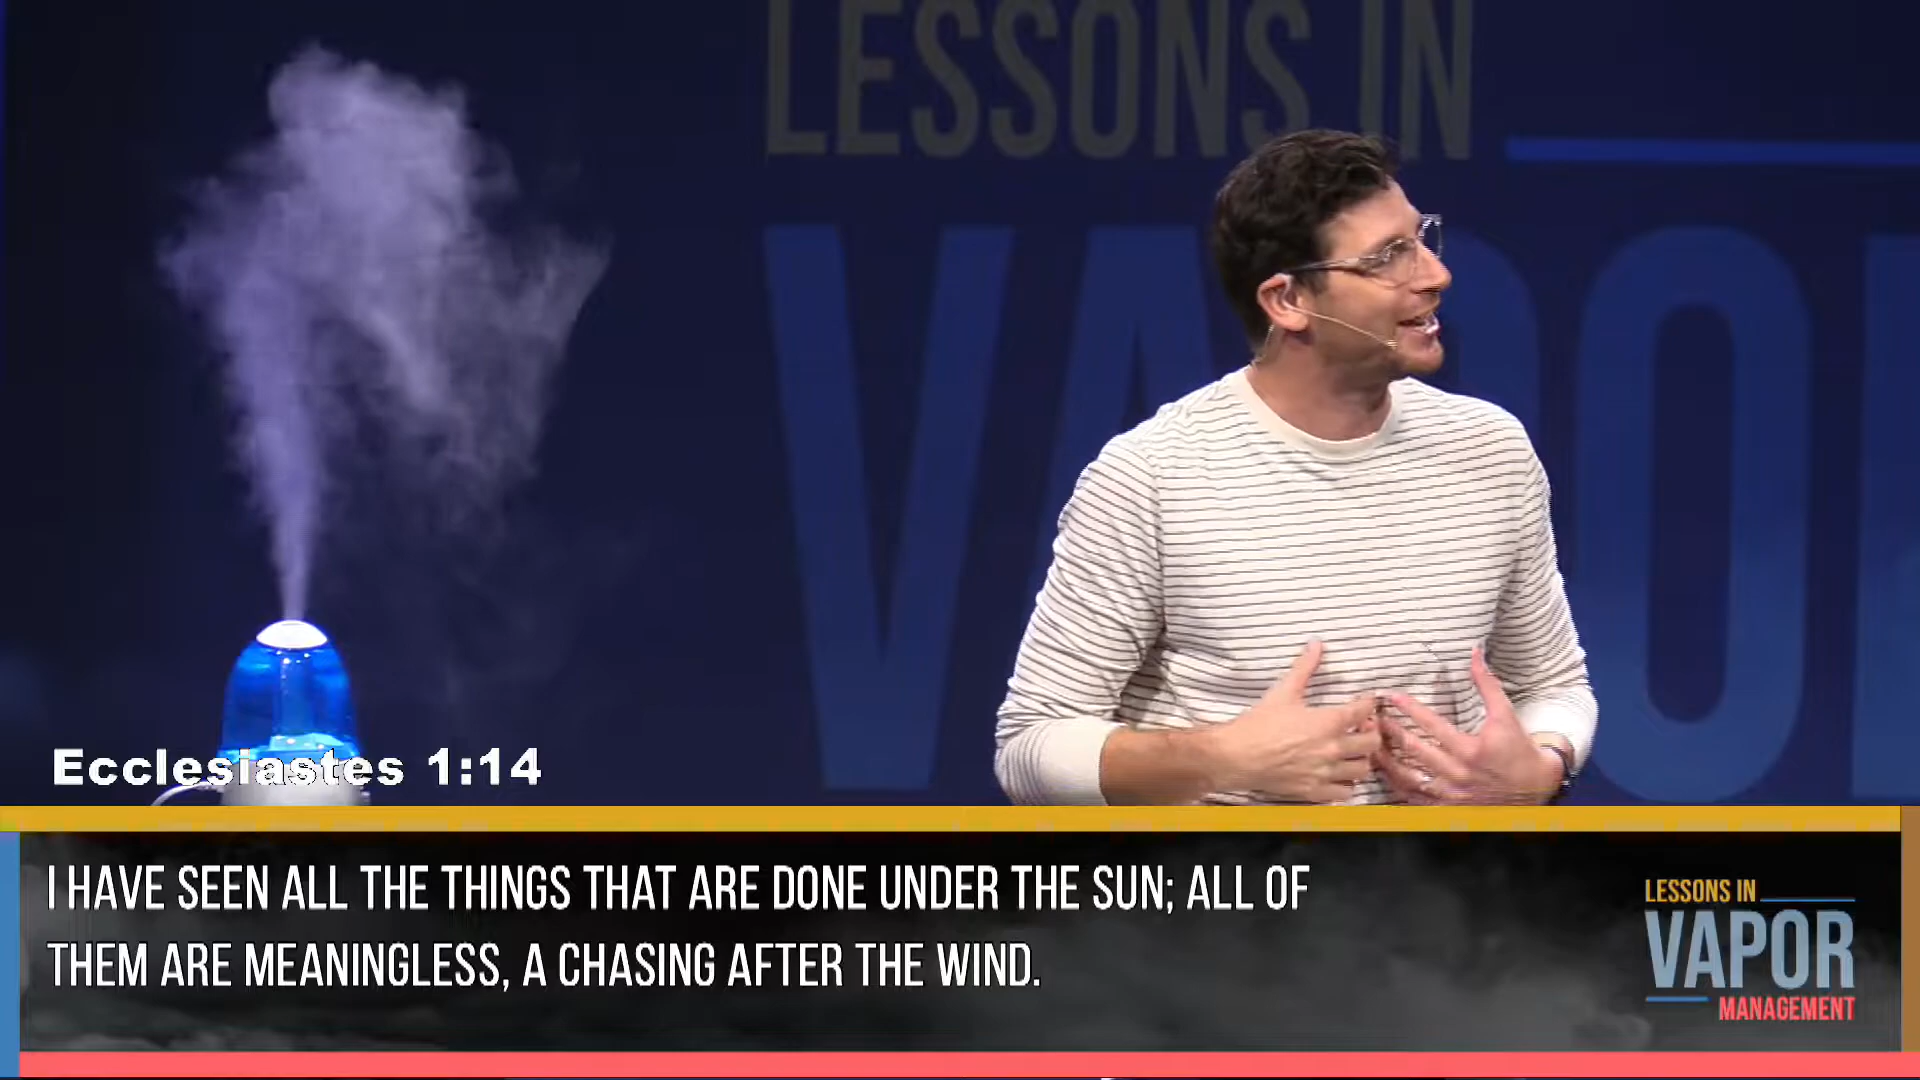 LESSONS IN
VAPOR
Ecclesiastes 1:14
I HAVE SEEN ALL THE THINGS THAT ARE DONE UNDER THE SUN; ALL OF
THEM ARE MEANINGLESS, A CHASING AFTER THE WIND.
LESSONS IN
VAPOR
MANAGEMENT